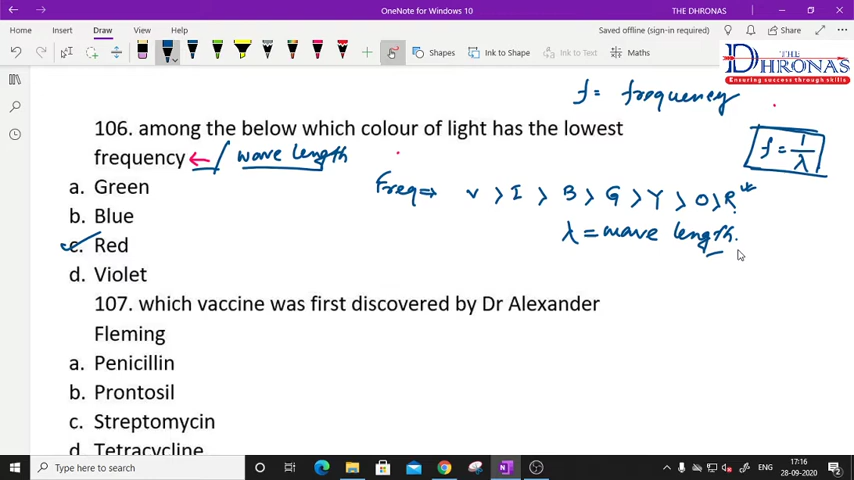 OneNote for Windows 10
THE DHRONAS
Home Insert Draw View Help
Saved offline (sign-in required)
Shapes Ink to Shape Ink to Text Maths
THE
DHRONAS
Ensuring success through skills
f = frequency
106. among the below which colour of light has the lowest
frequency ← / wave length
f = 1/λ
a. Green
Freq ⇒ V > I > B > G > Y > O > R*
b. Blue
λ = wave length.
c. Red
d. Violet
107. which vaccine was first discovered by Dr Alexander
Fleming
a. Penicillin
b. Prontosil
c. Streptomycin
d. Tetracycline
Type here to search
ENG
17:16
28-09-2020